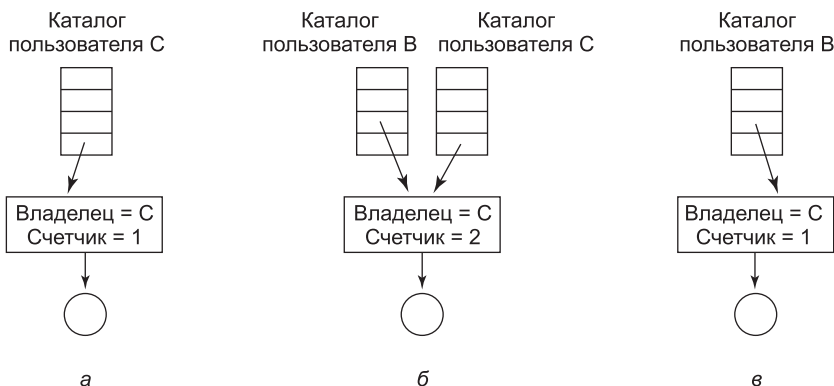 Каталог
пользователя C
Каталог
пользователя B
Каталог
пользователя C
Каталог
пользователя B
Владелец = C
Счетчик = 1
Владелец = C
Счетчик = 2
Владелец = C
Счетчик = 1
а
б
в